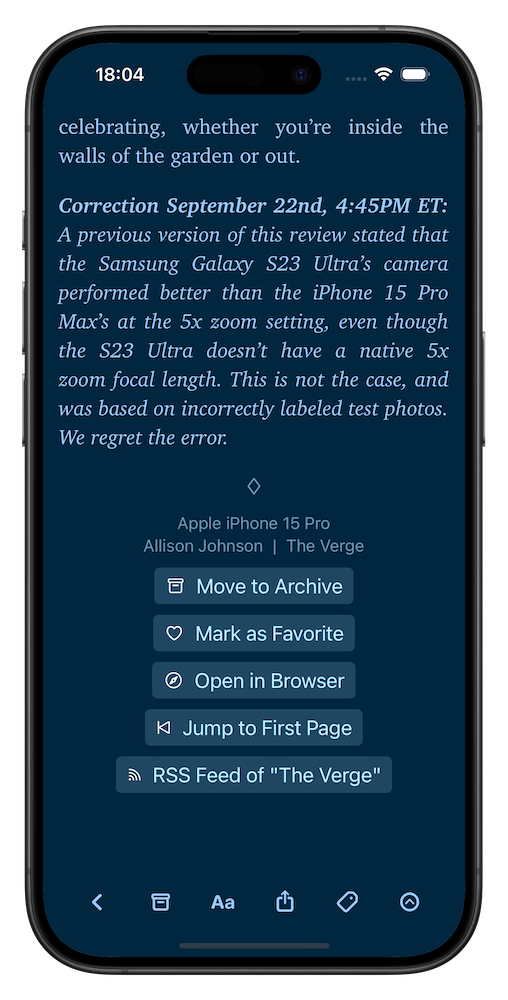 18:04
celebrating, whether you’re inside the
walls of the garden or out.
Correction September 22nd, 4:45PM ET:
A previous version of this review stated that
the Samsung Galaxy S23 Ultra’s camera
performed better than the iPhone 15 Pro
Max’s at the 5x zoom setting, even though
the S23 Ultra doesn’t have a native 5x
zoom focal length. This is not the case, and
was based on incorrectly labeled test photos.
We regret the error.
Apple iPhone 15 Pro
Allison Johnson | The Verge
Move to Archive
Mark as Favorite
Open in Browser
Jump to First Page
RSS Feed of "The Verge"
Aa